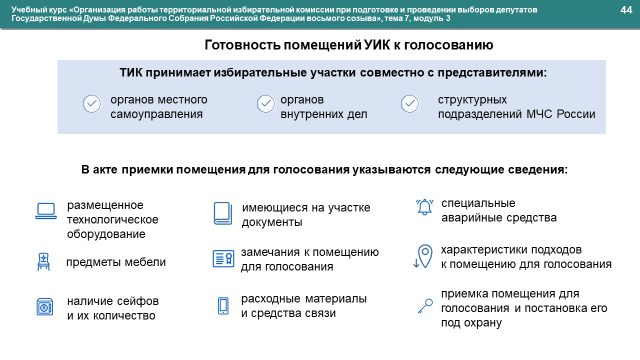 Учебный курс «Организация работы территориальной избирательной комиссии при подготовке и проведении выборов депутатов
Государственной Думы Федерального Собрания Российской Федерации восьмого созыва», тема 7, модуль 3
44
Готовность помещений УИК к голосованию
ТИК принимает избирательные участки совместно с представителями:
органов местного
самоуправления
органов
внутренних дел
структурных
подразделений МЧС России
В акте приемки помещения для голосования указываются следующие сведения:
размещенное
технологическое
оборудование
имеющиеся на участке
документы
специальные
аварийные средства
предметы мебели
замечания к помещению
для голосования
характеристики подходов
к помещению для голосования
наличие сейфов
и их количество
расходные материалы
и средства связи
приемка помещения для
голосования и постановка его
под охрану